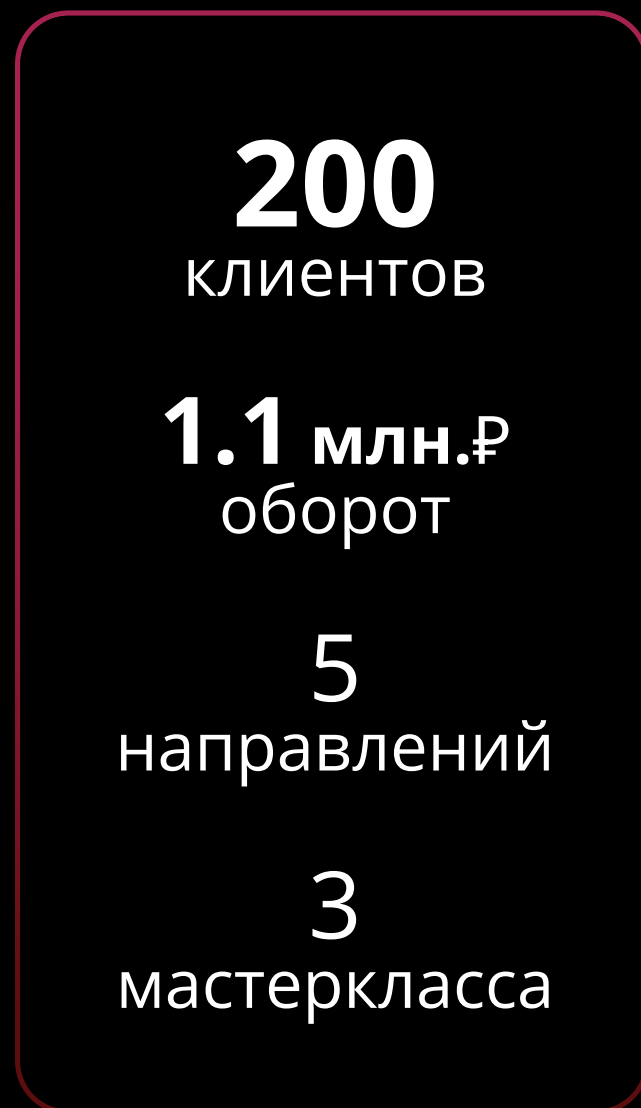 200
клиентов
1.1 млн.₽
оборот
5
направлений
3
мастеркласса